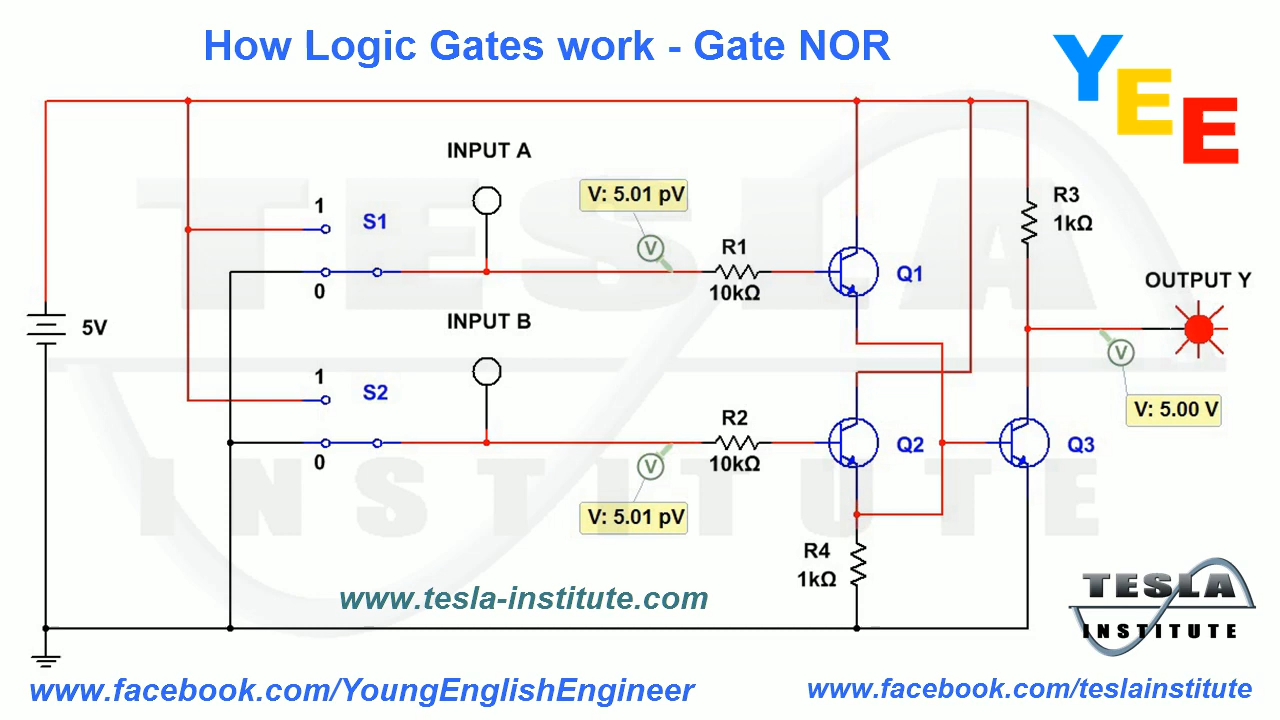 How Logic Gates work - Gate NOR
YEE
INPUT A
V: 5.01 pV
1
S1
V
R1
10kΩ
Q1
R3
1kΩ
0
OUTPUT Y
5V
INPUT B
V
V: 5.00 V
1
S2
R2
10kΩ
Q2
Q3
0
V
V: 5.01 pV
R4
1kΩ
TESLA
INSTITUTE
www.tesla-institute.com
TESLA
INSTITUTE
www.facebook.com/YoungEnglishEngineer
www.facebook.com/teslainstitute